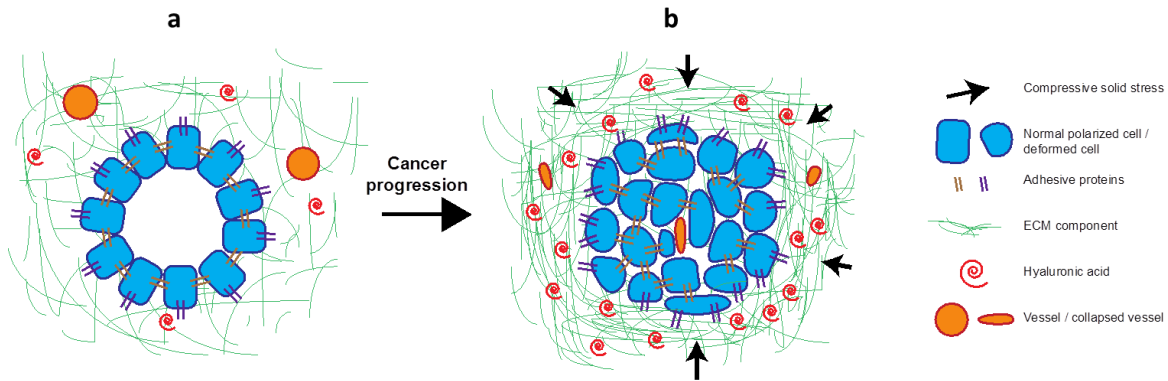 a
b
Cancer
progression
Compressive solid stress
Normal polarized cell /
deformed cell
Adhesive proteins
ECM component
Hyaluronic acid
Vessel / collapsed vessel